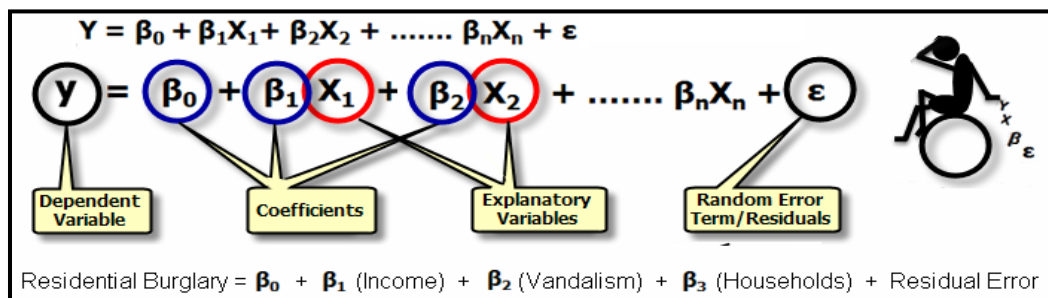 Y = β₀ + β₁X₁ + β₂X₂ + ....... βₙXₙ + ε
y = β₀ + β₁ X₁ + β₂ X₂ + ....... βₙXₙ + ε
Y
X
β
ε
Dependent Variable
Coefficients
Explanatory Variables
Random Error Term/Residuals
Residential Burglary = β₀ + β₁ (Income) + β₂ (Vandalism) + β₃ (Households) + Residual Error